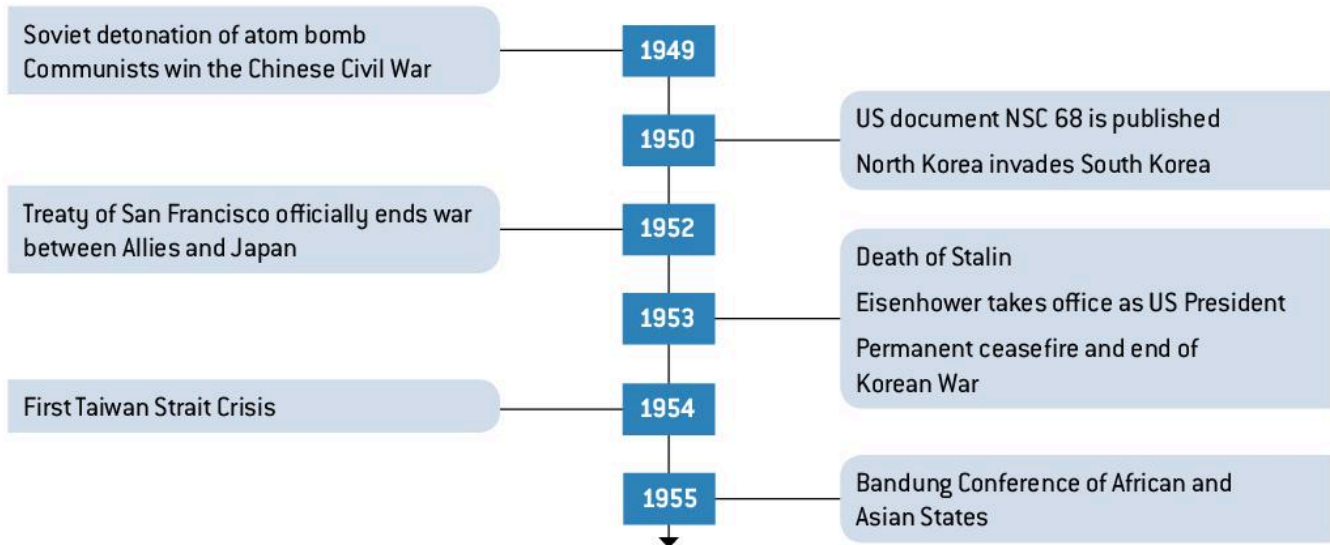 Soviet detonation of atom bomb
Communists win the Chinese Civil War
1949
1950
US document NSC 68 is published
North Korea invades South Korea
Treaty of San Francisco officially ends war
between Allies and Japan
1952
1953
Death of Stalin
Eisenhower takes office as US President
Permanent ceasefire and end of
Korean War
First Taiwan Strait Crisis
1954
1955
Bandung Conference of African and
Asian States